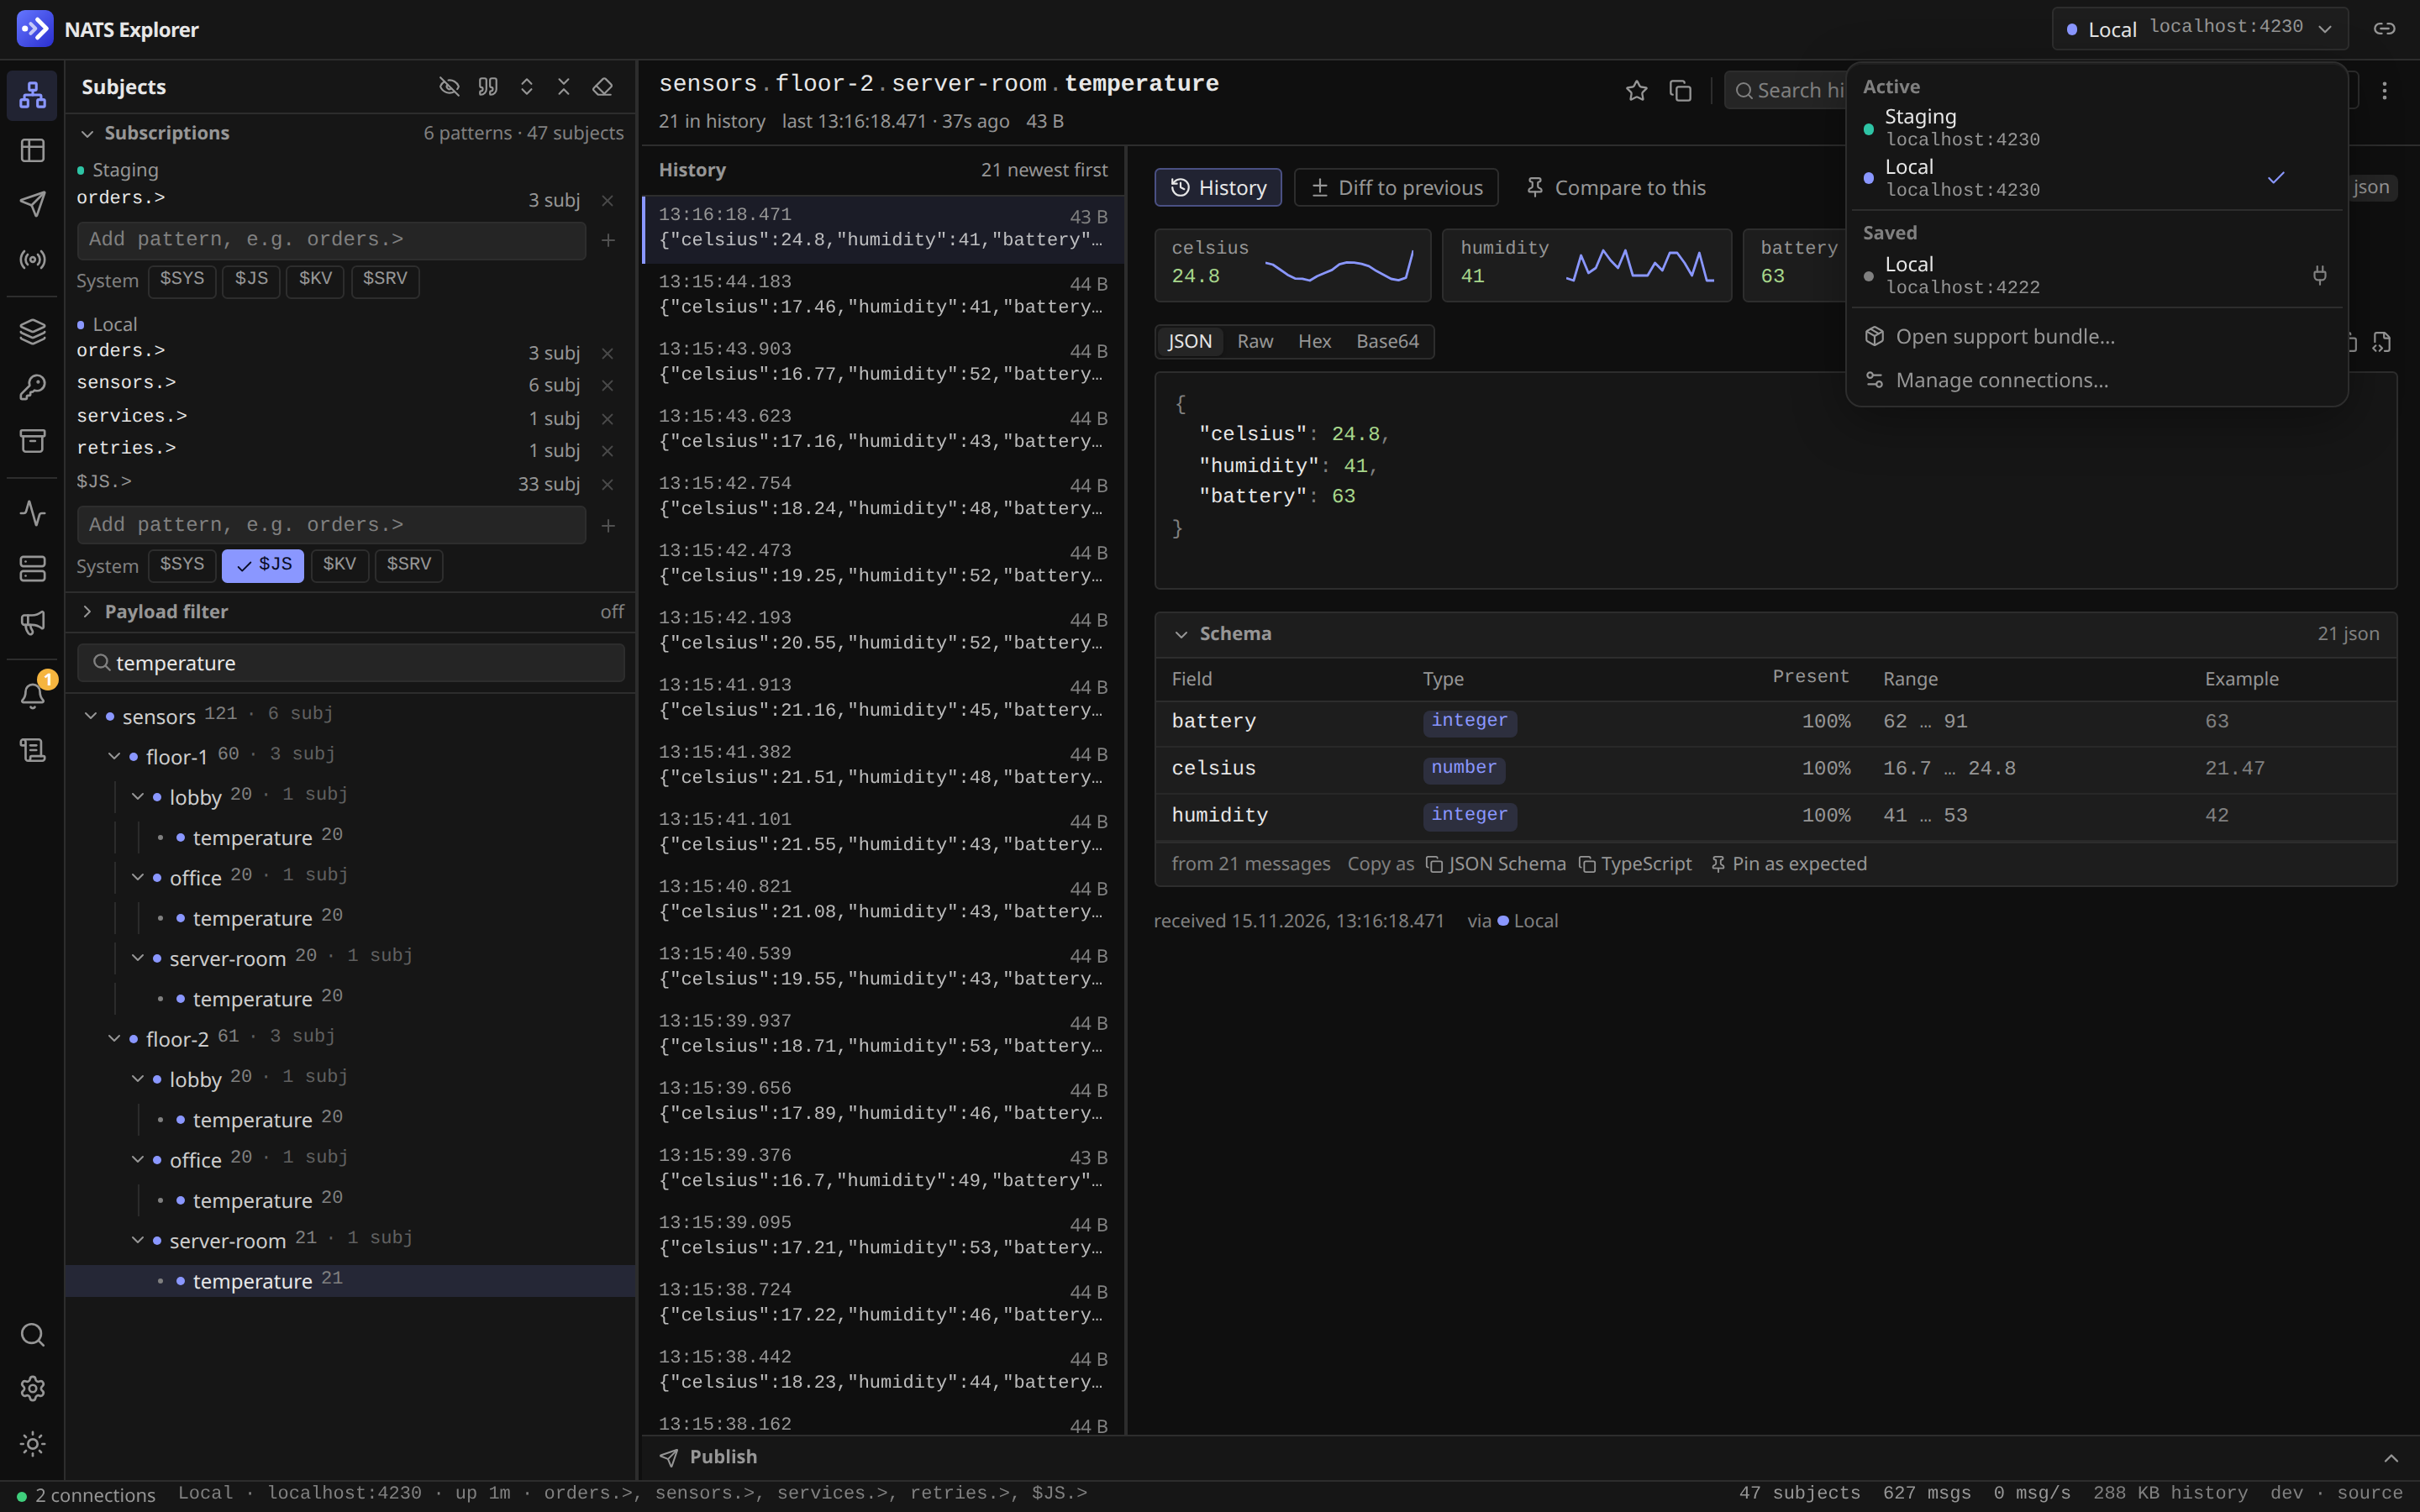 NATS Explorer
Local localhost:4230
Subjects
Subscriptions 6 patterns · 47 subjects
Staging
orders.> 3 subj
Add pattern, e.g. orders.>
System $SYS $JS $KV $SRV
Local
orders.> 3 subj
sensors.> 6 subj
services.> 1 subj
retries.> 1 subj
$JS.> 33 subj
Add pattern, e.g. orders.>
System $SYS $JS $KV $SRV
Payload filter off
temperature
1
sensors 121 · 6 subj
floor-1 60 · 3 subj
lobby 20 · 1 subj
temperature 20
office 20 · 1 subj
temperature 20
server-room 20 · 1 subj
temperature 20
floor-2 61 · 3 subj
lobby 20 · 1 subj
temperature 20
office 20 · 1 subj
temperature 20
server-room 21 · 1 subj
temperature 21
sensors.floor-2.server-room.temperature
21 in history last 13:16:18.471 · 37s ago 43 B
Search hi
History 21 newest first
13:16:18.471 43 B
{"celsius":24.8,"humidity":41,"battery"…
13:15:44.183 44 B
{"celsius":17.46,"humidity":41,"battery…
13:15:43.903 44 B
{"celsius":16.77,"humidity":52,"battery…
13:15:43.623 44 B
{"celsius":17.16,"humidity":43,"battery…
13:15:42.754 44 B
{"celsius":18.24,"humidity":48,"battery…
13:15:42.473 44 B
{"celsius":19.25,"humidity":52,"battery…
13:15:42.193 44 B
{"celsius":20.55,"humidity":52,"battery…
13:15:41.913 44 B
{"celsius":21.16,"humidity":45,"battery…
13:15:41.382 44 B
{"celsius":21.51,"humidity":48,"battery…
13:15:41.101 44 B
{"celsius":21.55,"humidity":43,"battery…
13:15:40.821 44 B
{"celsius":21.08,"humidity":43,"battery…
13:15:40.539 44 B
{"celsius":19.55,"humidity":43,"battery…
13:15:39.937 44 B
{"celsius":18.71,"humidity":53,"battery…
13:15:39.656 44 B
{"celsius":17.89,"humidity":46,"battery…
13:15:39.376 43 B
{"celsius":16.7,"humidity":49,"battery"…
13:15:39.095 44 B
{"celsius":17.21,"humidity":53,"battery…
13:15:38.724 44 B
{"celsius":17.22,"humidity":46,"battery…
13:15:38.442 44 B
{"celsius":18.23,"humidity":44,"battery…
13:15:38.162 44 B
History Diff to previous Compare to this json
celsius
24.8
humidity
41
battery
63
JSON Raw Hex Base64
{
"celsius": 24.8,
"humidity": 41,
"battery": 63
}
Schema 21 json
Field Type Present Range Example
battery integer 100% 62 … 91 63
celsius number 100% 16.7 … 24.8 21.47
humidity integer 100% 41 … 53 42
from 21 messages Copy as JSON Schema TypeScript Pin as expected
received 15.11.2026, 13:16:18.471 via Local
Active
Staging
localhost:4230
Local
localhost:4230
Saved
Local
localhost:4222
Open support bundle...
Manage connections...
Publish
2 connections Local · localhost:4230 · up 1m · orders.>, sensors.>, services.>, retries.>, $JS.>
47 subjects 627 msgs 0 msg/s 288 KB history dev · source